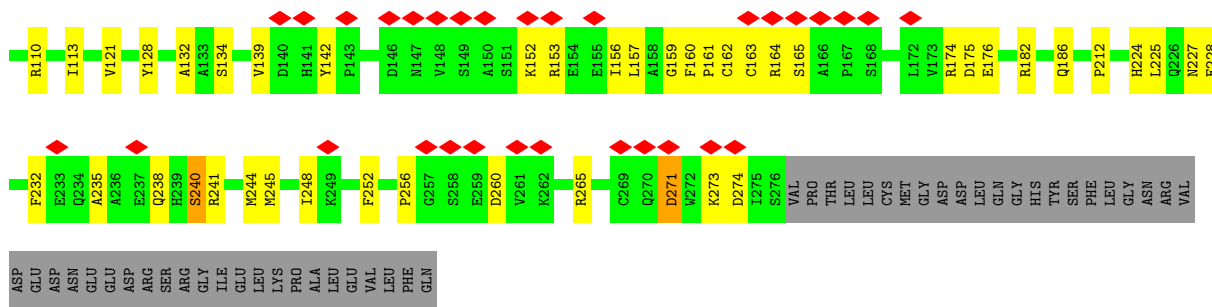 R110 I113 V121 Y128 A132 A133 S134 V139 D140 H141 Y142 P143 D146 N147 V148 S149 A150 S151 K152 R153 E154 E155 I156 L157 A158 G159 F160 P161 C162 C163 R164 S165 A166 P167 S168 L172 V173 R174 D175 E176 R182 Q186 P212 H224 L225 Q226 N227
F232 E233 Q234 A235 A236 E237 Q238 H239 S240 R241 M244 M245 I248 K249 F252 P256 G257 S258 E259 D260 V261 K262 R265 C269 Q270 D271 W272 K273 D274 I275 S276 VAL PRO THR LEU LEU CYS MET GLY ASP ASP LEU GLN GLY HIS TYR SER PHE LEU GLY ASN ARG VAL
ASP GLU ASP ASN GLU GLU ASP ARG SER ARG GLY ILE GLU LEU LYS PRO ALA LEU GLU VAL LEU PHE GLN